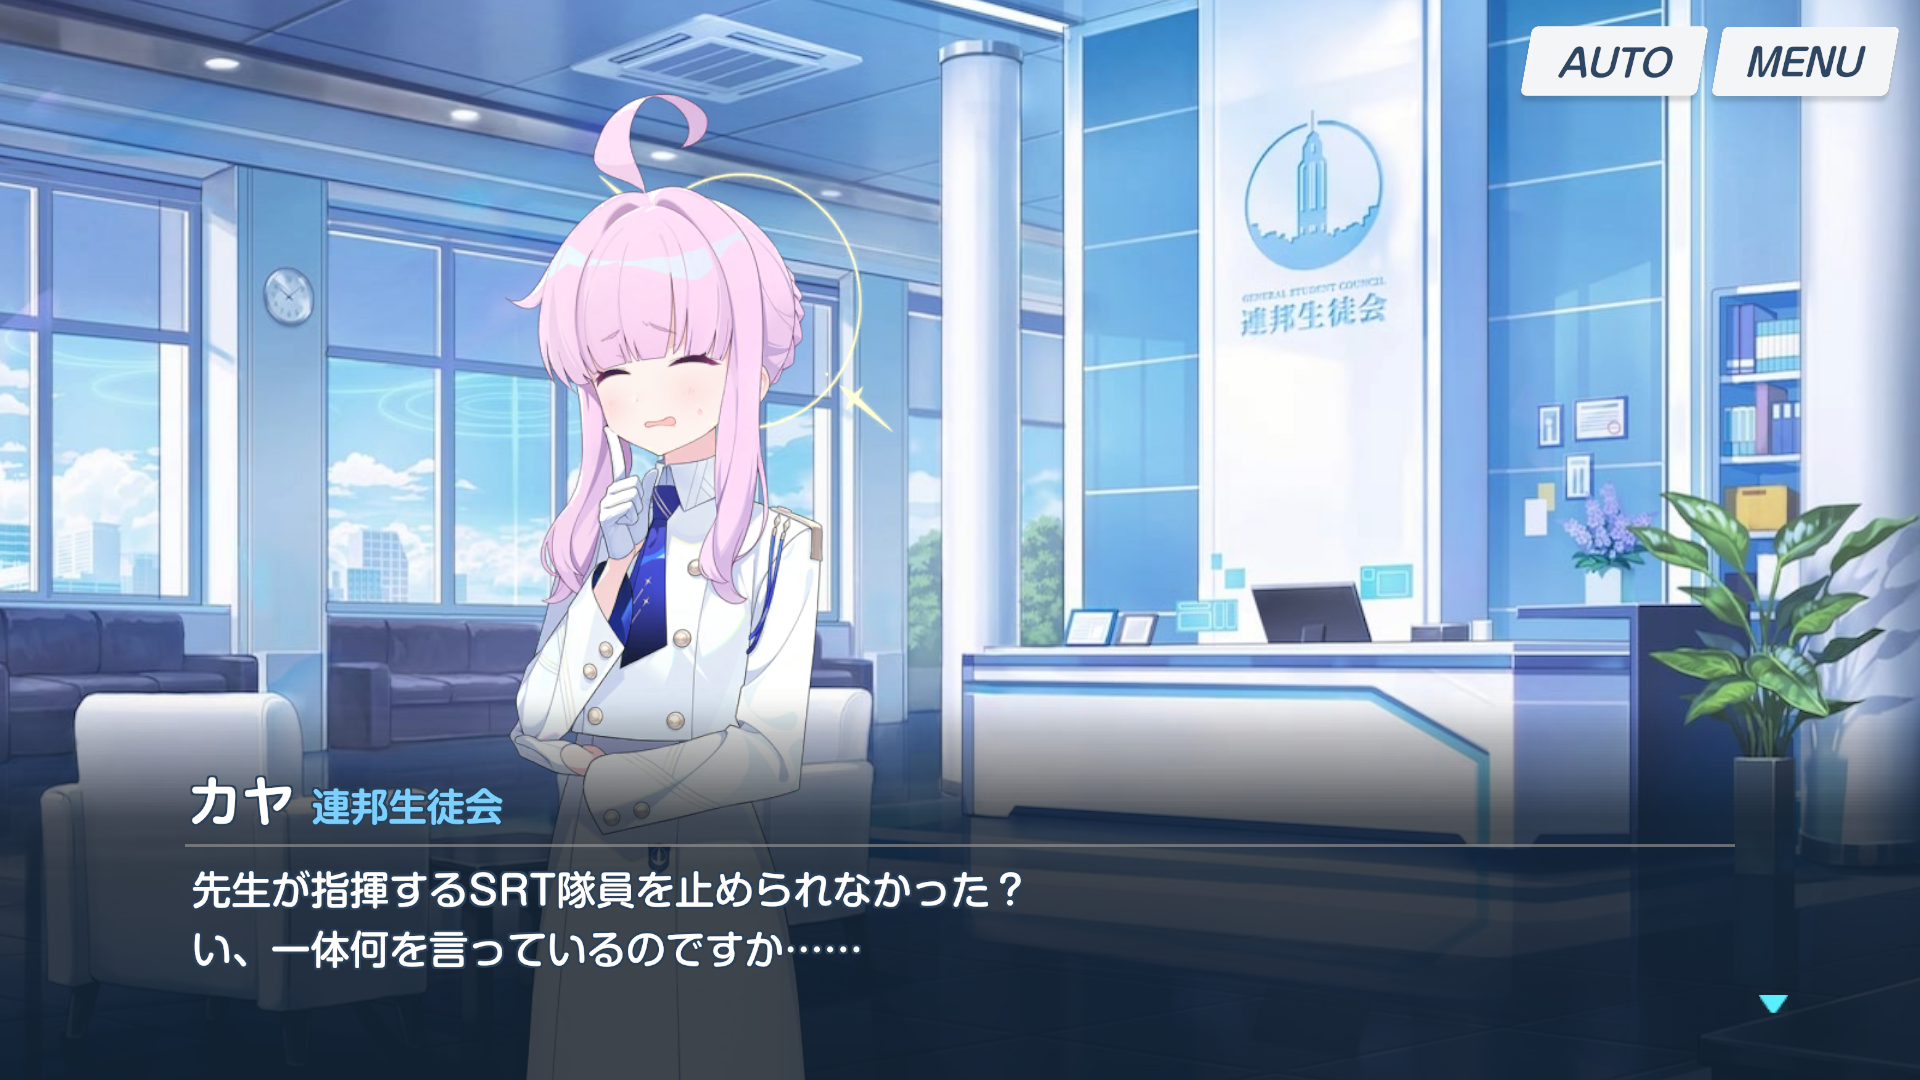 AUTO
MENU
GENERAL STUDENT COUNCIL
連邦生徒会
カヤ 連邦生徒会
先生が指揮するSRT隊員を止められなかった？
い、一体何を言っているのですか……